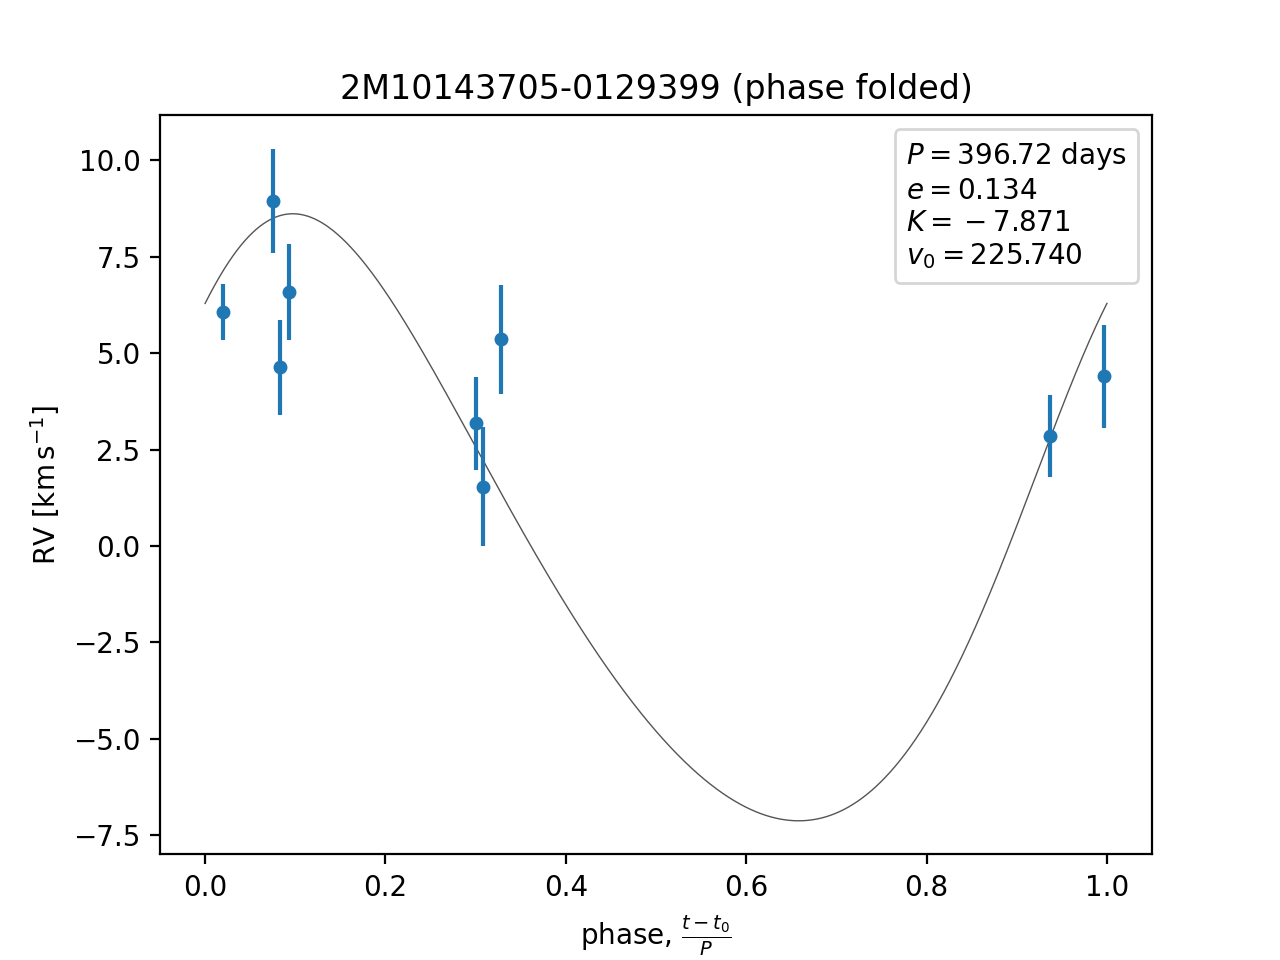 2M10143705-0129399 (phase folded)
P = 396.72 days
e = 0.134
K = −7.871
v₀ = 225.740
10.0
7.5
5.0
2.5
0.0
−2.5
−5.0
−7.5
RV [km s⁻¹]
0.0 0.2 0.4 0.6 0.8 1.0
phase, (t − t₀)/P